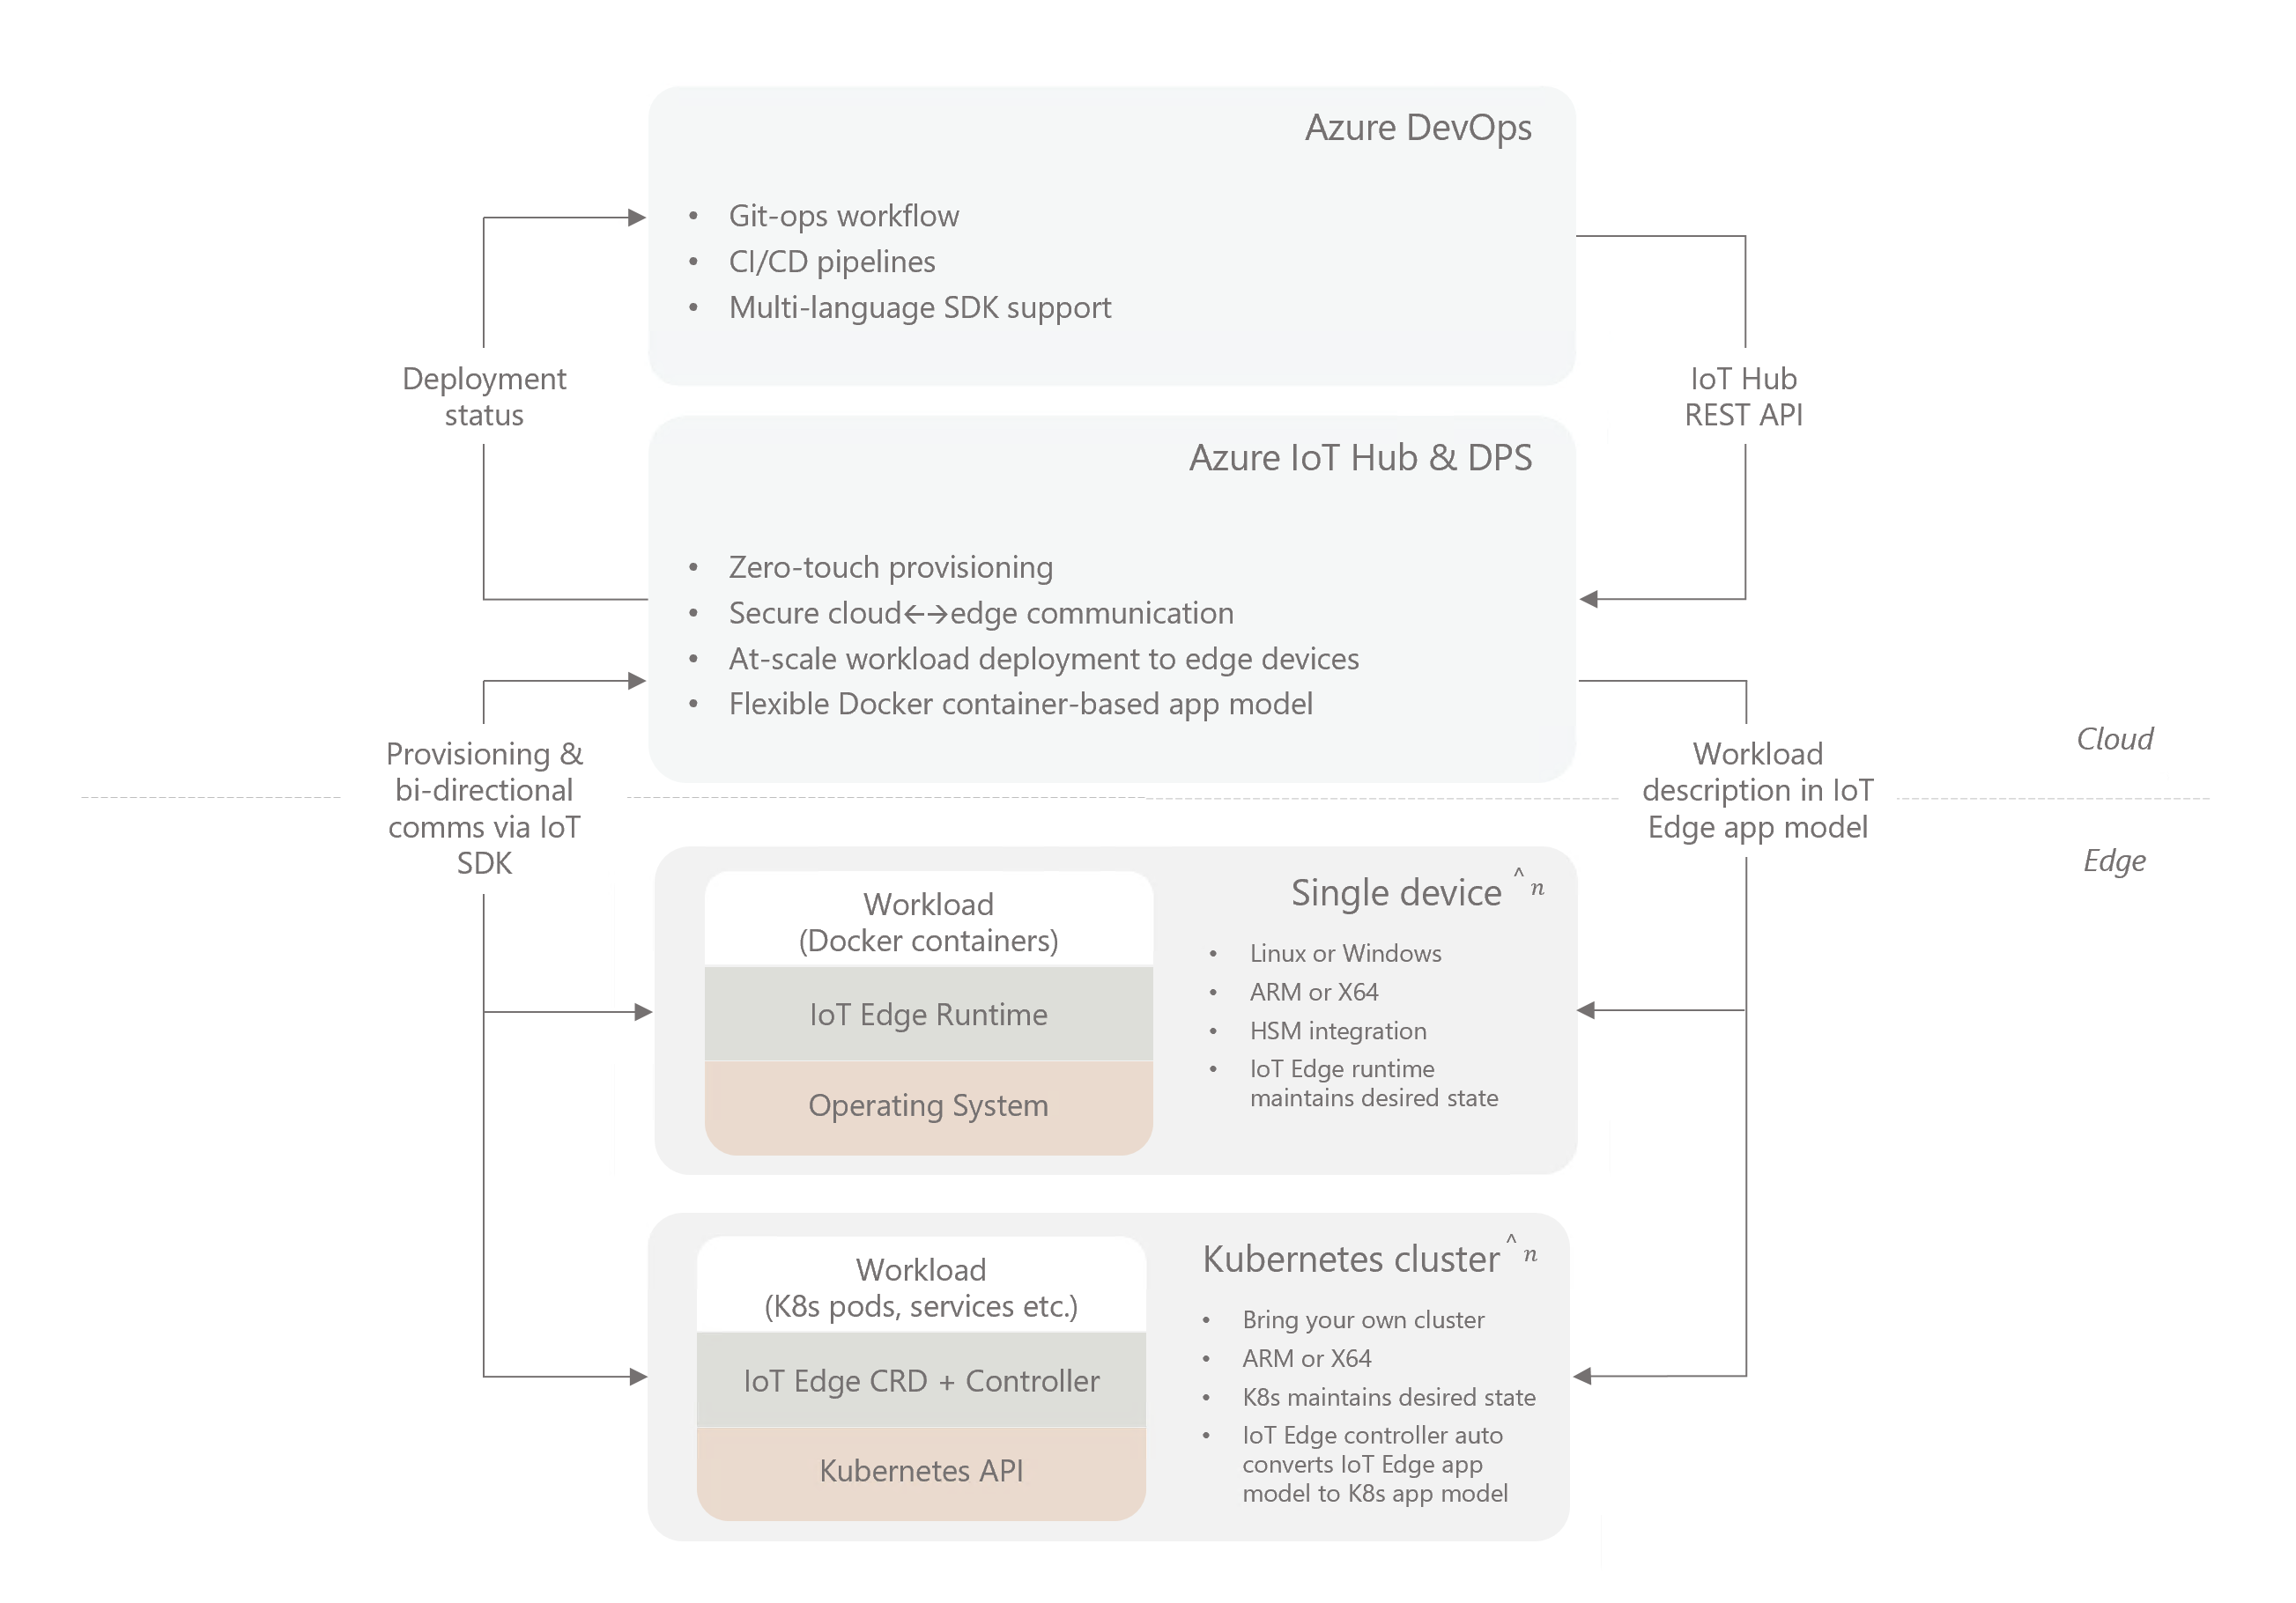 Azure DevOps
• Git-ops workflow
• CI/CD pipelines
• Multi-language SDK support
Deployment
status
IoT Hub
REST API
Azure IoT Hub & DPS
• Zero-touch provisioning
• Secure cloud←→edge communication
• At-scale workload deployment to edge devices
• Flexible Docker container-based app model
Provisioning &
bi-directional
comms via IoT
SDK
Workload
description in IoT
Edge app model
Cloud
Edge
Workload
(Docker containers)
IoT Edge Runtime
Operating System
Single device ^ n
• Linux or Windows
• ARM or X64
• HSM integration
• IoT Edge runtime
maintains desired state
Workload
(K8s pods, services etc.)
IoT Edge CRD + Controller
Kubernetes API
Kubernetes cluster ^ n
• Bring your own cluster
• ARM or X64
• K8s maintains desired state
• IoT Edge controller auto
converts IoT Edge app
model to K8s app model